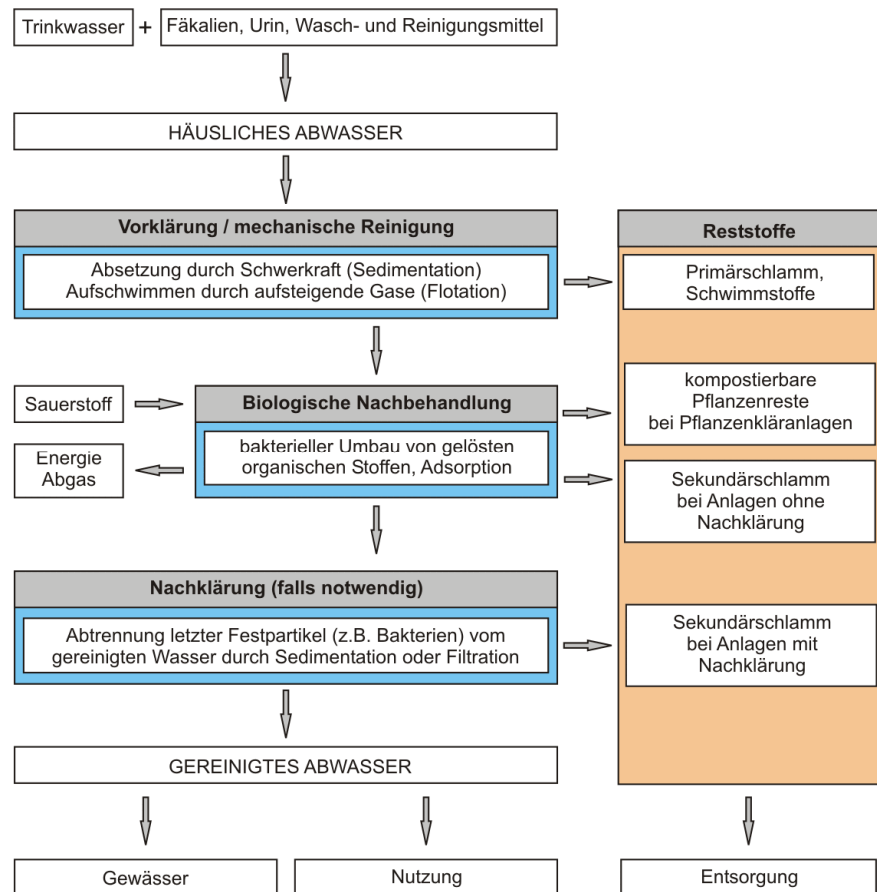 Trinkwasser + Fäkalien, Urin, Wasch- und Reinigungsmittel
HÄUSLICHES ABWASSER
Vorklärung / mechanische Reinigung
Absetzung durch Schwerkraft (Sedimentation)
Aufschwimmen durch aufsteigende Gase (Flotation)
Reststoffe
Primärschlamm,
Schwimmstoffe
Sauerstoff
Energie
Abgas
Biologische Nachbehandlung
bakterieller Umbau von gelösten
organischen Stoffen, Adsorption
kompostierbare
Pflanzenreste
bei Pflanzenkläranlagen
Sekundärschlamm
bei Anlagen ohne
Nachklärung
Nachklärung (falls notwendig)
Abtrennung letzter Festpartikel (z.B. Bakterien) vom
gereinigten Wasser durch Sedimentation oder Filtration
Sekundärschlamm
bei Anlagen mit
Nachklärung
GEREINIGTES ABWASSER
Gewässer
Nutzung
Entsorgung